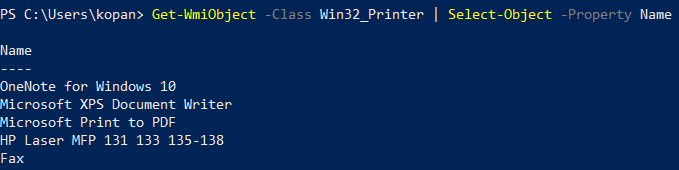 PS C:\Users\kopan> Get-WmiObject -Class Win32_Printer | Select-Object -Property Name
Name
----
OneNote for Windows 10
Microsoft XPS Document Writer
Microsoft Print to PDF
HP Laser MFP 131 133 135-138
Fax